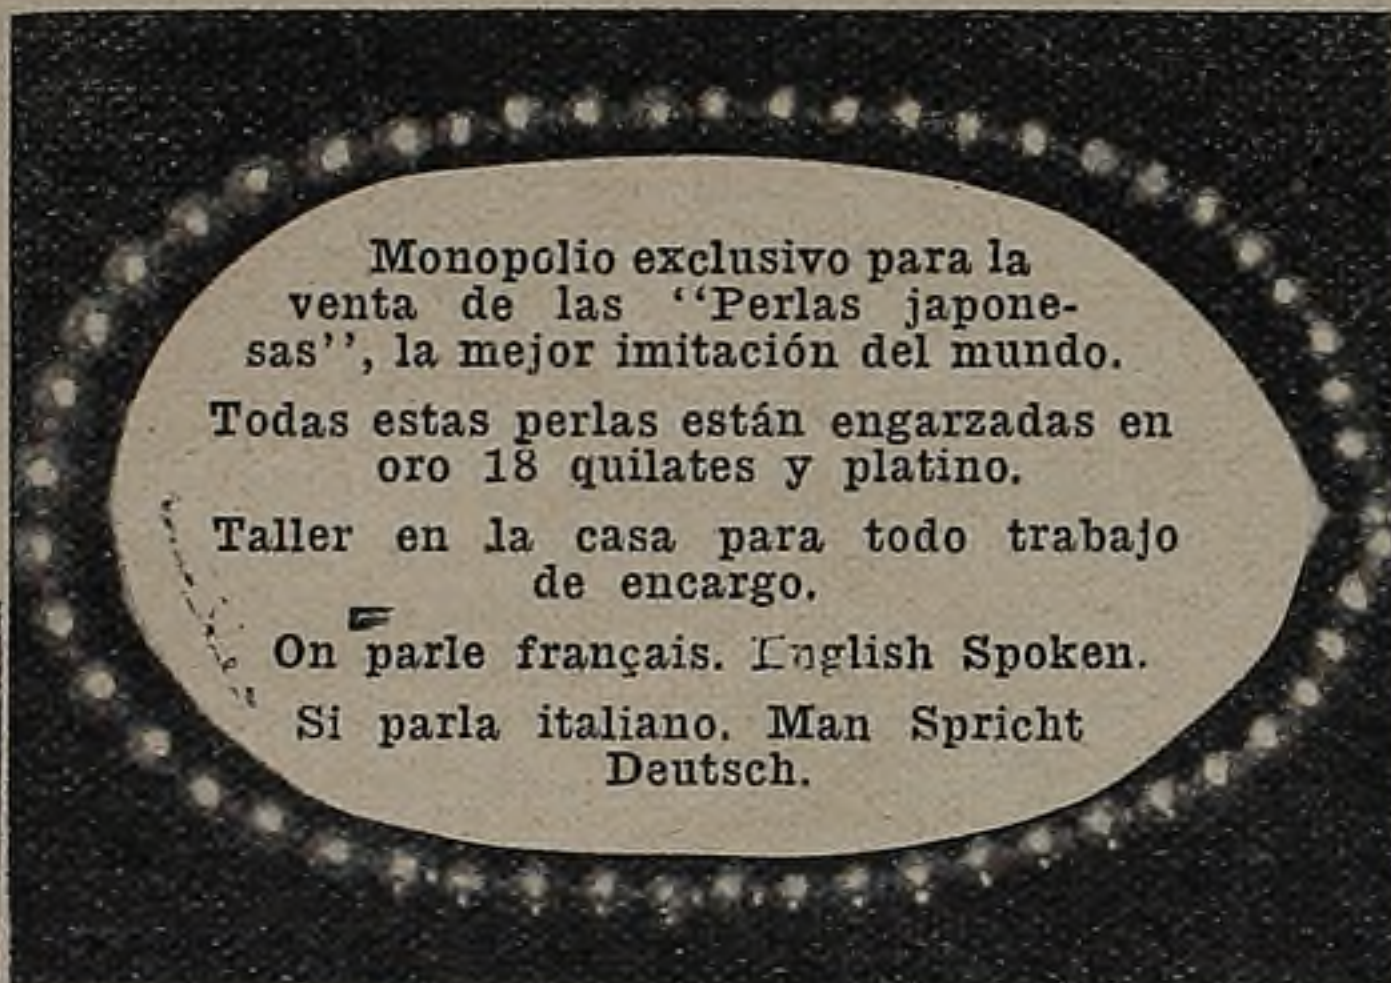 Monopolio exclusivo para la
venta de las ‘‘Perlas japone-
sas’’, la mejor imitación del mundo.
Todas estas perlas están engarzadas en
oro 18 quilates y platino.
Taller en la casa para todo trabajo
de encargo.
On parle français. English Spoken.
Si parla italiano. Man Spricht
Deutsch.